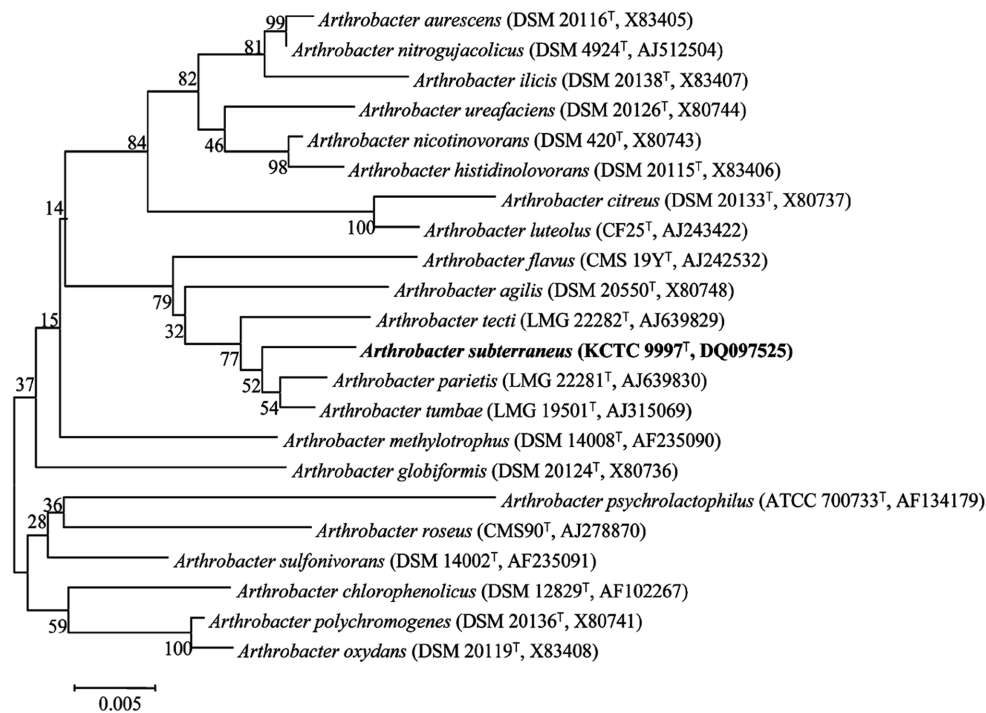 99 Arthrobacter aurescens (DSM 20116ᵀ, X83405)
81 Arthrobacter nitrogujacolicus (DSM 4924ᵀ, AJ512504)
82 Arthrobacter ilicis (DSM 20138ᵀ, X83407)
Arthrobacter ureafaciens (DSM 20126ᵀ, X80744)
84 46 Arthrobacter nicotinovorans (DSM 420ᵀ, X80743)
98 Arthrobacter histidinolovorans (DSM 20115ᵀ, X83406)
14 Arthrobacter citreus (DSM 20133ᵀ, X80737)
100 Arthrobacter luteolus (CF25ᵀ, AJ243422)
Arthrobacter flavus (CMS 19Yᵀ, AJ242532)
79 Arthrobacter agilis (DSM 20550ᵀ, X80748)
15 32 Arthrobacter tecti (LMG 22282ᵀ, AJ639829)
77 Arthrobacter subterraneus (KCTC 9997ᵀ, DQ097525)
37 52 Arthrobacter parietis (LMG 22281ᵀ, AJ639830)
54 Arthrobacter tumbae (LMG 19501ᵀ, AJ315069)
Arthrobacter methylotrophus (DSM 14008ᵀ, AF235090)
Arthrobacter globiformis (DSM 20124ᵀ, X80736)
36 Arthrobacter psychrolactophilus (ATCC 700733ᵀ, AF134179)
28 Arthrobacter roseus (CMS90ᵀ, AJ278870)
Arthrobacter sulfonivorans (DSM 14002ᵀ, AF235091)
Arthrobacter chlorophenolicus (DSM 12829ᵀ, AF102267)
59 Arthrobacter polychromogenes (DSM 20136ᵀ, X80741)
100 Arthrobacter oxydans (DSM 20119ᵀ, X83408)
0.005